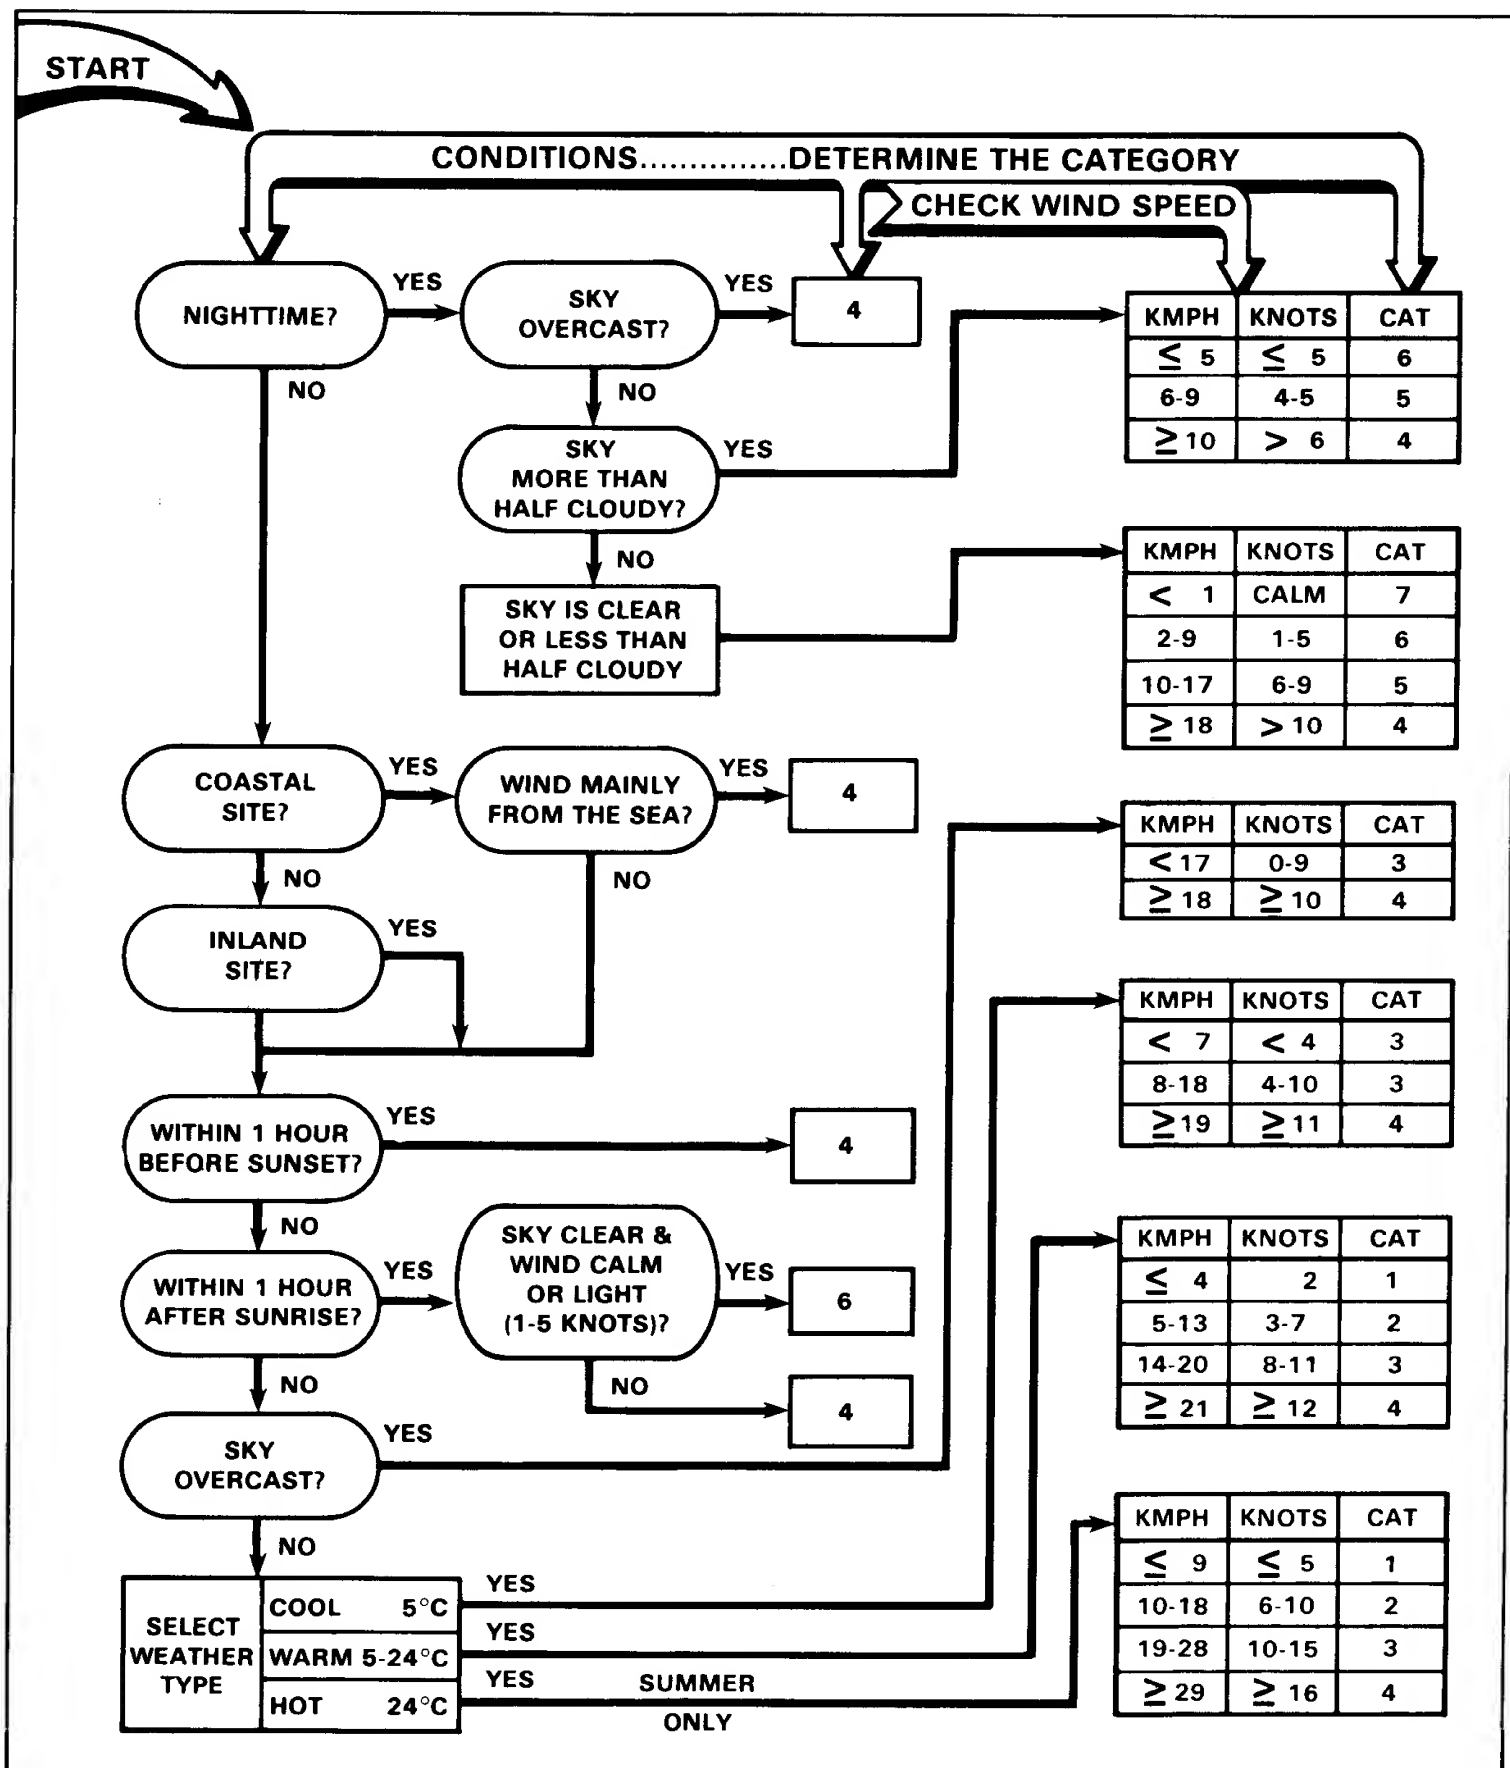 START
CONDITIONS...............DETERMINE THE CATEGORY
CHECK WIND SPEED
NIGHTTIME?
YES
SKY
OVERCAST?
YES
4
NO
NO
SKY
MORE THAN
HALF CLOUDY?
YES
KMPH KNOTS CAT
≤ 5 ≤ 5 6
6-9 4-5 5
≥ 10 > 6 4
NO
SKY IS CLEAR
OR LESS THAN
HALF CLOUDY
KMPH KNOTS CAT
< 1 CALM 7
2-9 1-5 6
10-17 6-9 5
≥ 18 > 10 4
COASTAL
SITE?
YES
WIND MAINLY
FROM THE SEA?
YES
4
NO
NO
INLAND
SITE?
YES
KMPH KNOTS CAT
< 17 0-9 3
≥ 18 ≥ 10 4
WITHIN 1 HOUR
BEFORE SUNSET?
YES
4
NO
KMPH KNOTS CAT
< 7 < 4 3
8-18 4-10 3
≥ 19 ≥ 11 4
WITHIN 1 HOUR
AFTER SUNRISE?
YES
SKY CLEAR &
WIND CALM
OR LIGHT
(1-5 KNOTS)?
YES
6
NO
4
NO
KMPH KNOTS CAT
≤ 4 2 1
5-13 3-7 2
14-20 8-11 3
≥ 21 ≥ 12 4
SKY
OVERCAST?
YES
NO
SELECT
WEATHER
TYPE
COOL 5°C
YES
WARM 5-24°C
YES
HOT 24°C
YES
SUMMER
ONLY
KMPH KNOTS CAT
≤ 9 ≤ 5 1
10-18 6-10 2
19-28 10-15 3
≥ 29 ≥ 16 4